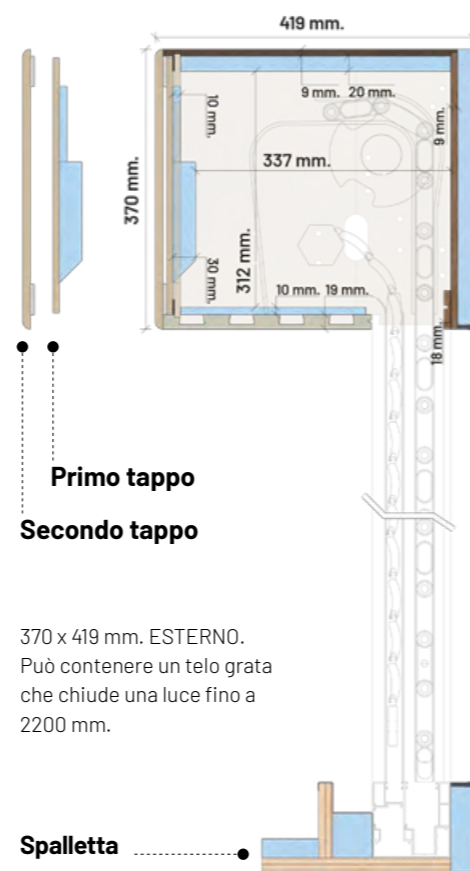 419 mm.
9 mm. 20 mm.
10 mm.
9 mm.
337 mm.
370 mm.
312 mm.
30 mm.
10 mm. 19 mm.
18 mm.
Primo tappo
Secondo tappo
370 x 419 mm. ESTERNO.
Può contenere un telo grata
che chiude una luce fino a
2200 mm.
Spalletta